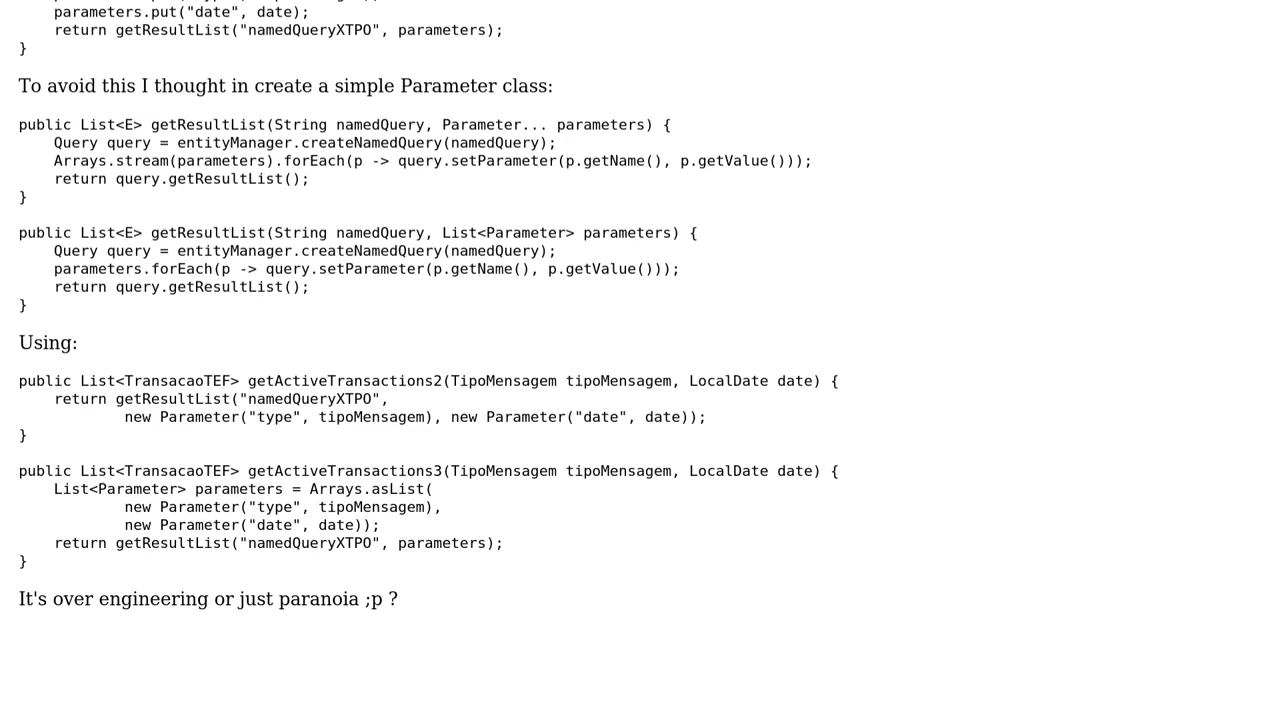 parameters.put("date", date);
return getResultList("namedQueryXTPO", parameters);
}
To avoid this I thought in create a simple Parameter class:
public List<E> getResultList(String namedQuery, Parameter... parameters) {
Query query = entityManager.createNamedQuery(namedQuery);
Arrays.stream(parameters).forEach(p -> query.setParameter(p.getName(), p.getValue()));
return query.getResultList();
}
public List<E> getResultList(String namedQuery, List<Parameter> parameters) {
Query query = entityManager.createNamedQuery(namedQuery);
parameters.forEach(p -> query.setParameter(p.getName(), p.getValue()));
return query.getResultList();
}
Using:
public List<TransacaoTEF> getActiveTransactions2(TipoMensagem tipoMensagem, LocalDate date) {
return getResultList("namedQueryXTPO",
new Parameter("type", tipoMensagem), new Parameter("date", date));
}
public List<TransacaoTEF> getActiveTransactions3(TipoMensagem tipoMensagem, LocalDate date) {
List<Parameter> parameters = Arrays.asList(
new Parameter("type", tipoMensagem),
new Parameter("date", date));
return getResultList("namedQueryXTPO", parameters);
}
It's over engineering or just paranoia ;p ?